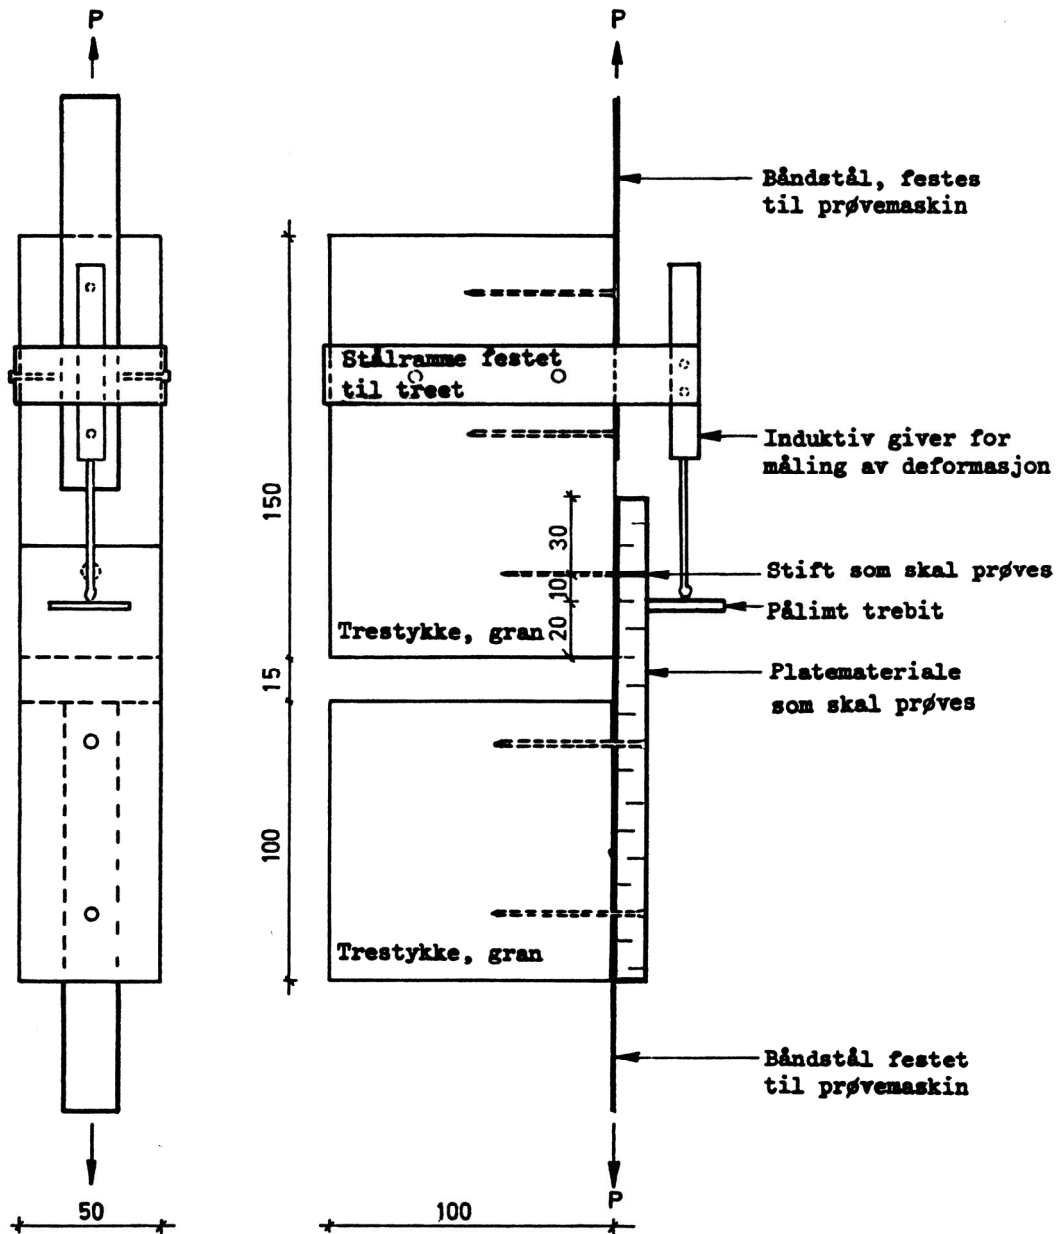 P
P
Båndstål, festes
til prøvemaskin
Stålramme festet
til treet
Induktiv giver for
måling av deformasjon
150
30
10
20
Stift som skal prøves
Pålimt trebit
Trestykke, gran
15
Platemateriale
som skal prøves
100
Trestykke, gran
Båndstål festet
til prøvemaskin
P
50
100